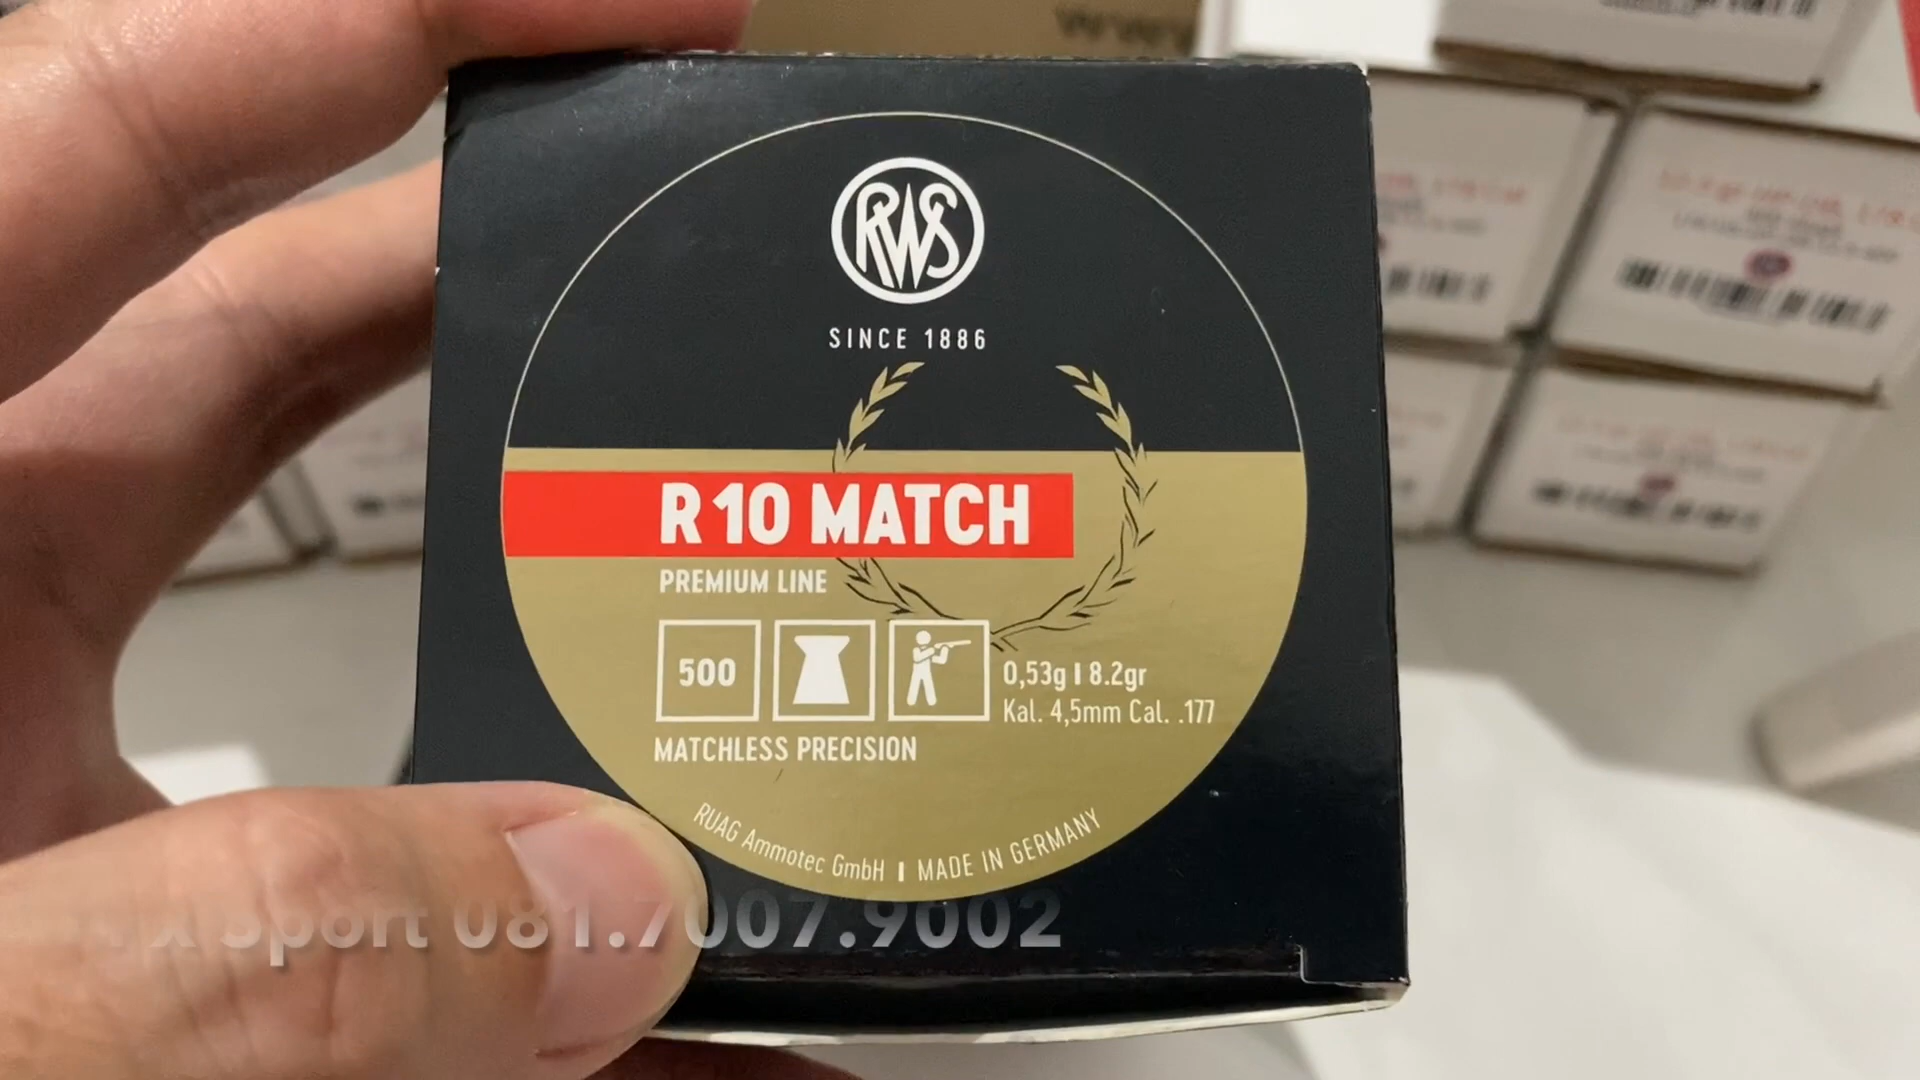 RWS
SINCE 1886
R 10 MATCH
PREMIUM LINE
500
0,53g | 8.2gr
Kal. 4,5mm Cal. .177
MATCHLESS PRECISION
RUAG Ammotec GmbH | MADE IN GERMANY
Sport 081.7007.9002